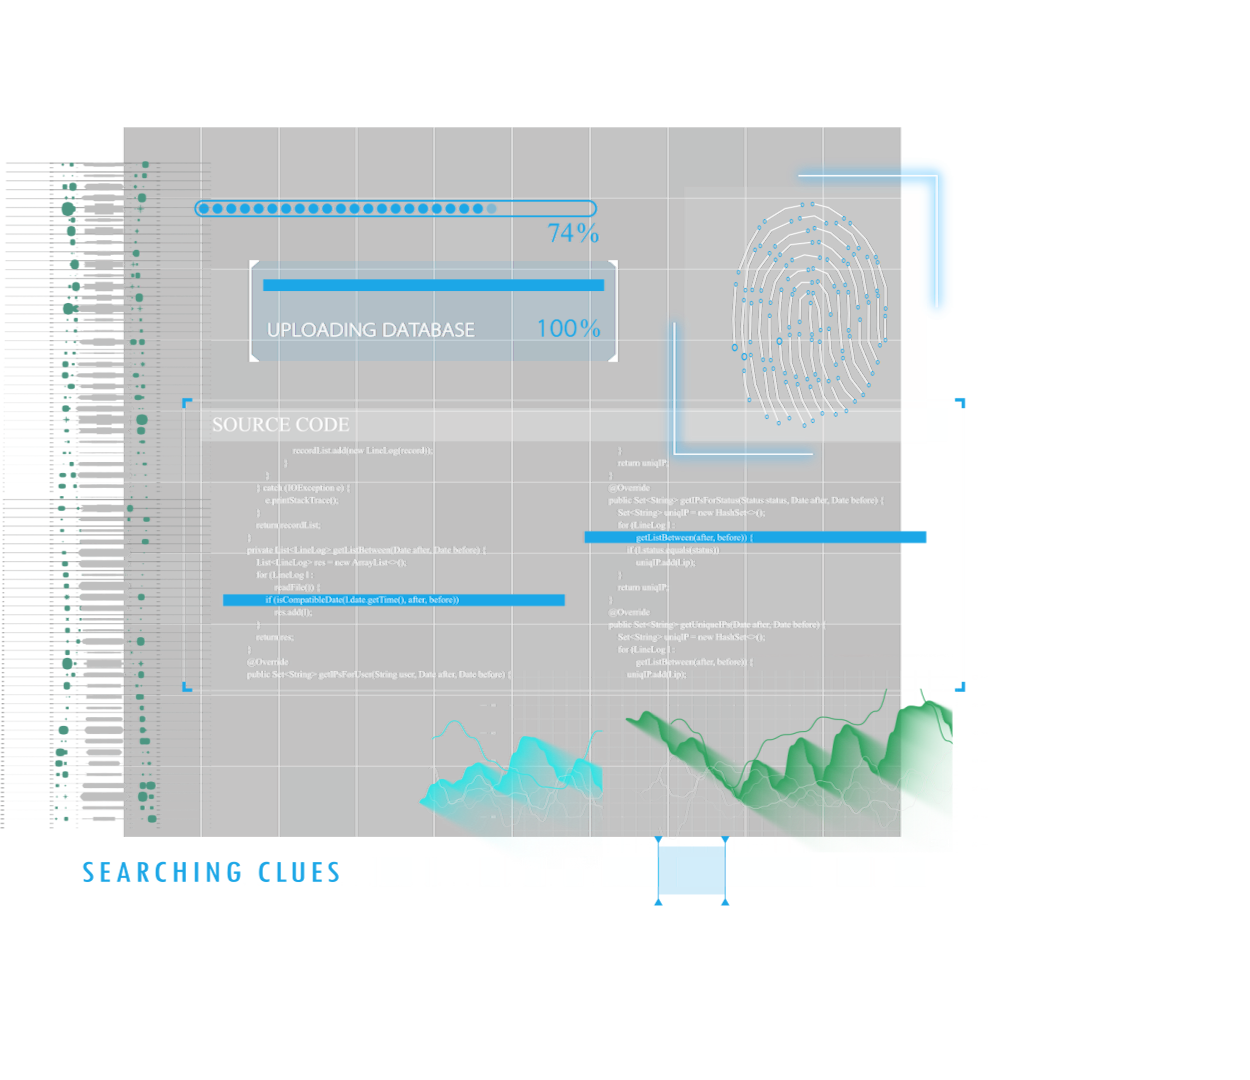 74%
UPLOADING DATABASE 100%
SOURCE CODE
recordList.add(new LineLog(record));
}
}
} catch (IOException e) {
e.printStackTrace();
}
return recordList;
}
private List<LineLog> getListBetween(Date after, Date before) {
List<LineLog> res = new ArrayList<>();
for (LineLog l :
readFile()) {
if (isCompatibleDate(l.date.getTime(), after, before))
res.add(l);
}
return res;
}
@Override
public Set<String> getIPsForUser(String user, Date after, Date before) {
}
return uniqIP;
}
@Override
public Set<String> getIPsForStatus(Status status, Date after, Date before) {
Set<String> uniqIP = new HashSet<>();
for (LineLog l :
getListBetween(after, before)) {
if (l.status.equals(status))
uniqIP.add(l.ip);
}
return uniqIP;
}
@Override
public Set<String> getUniqueIPs(Date after, Date before) {
Set<String> uniqIP = new HashSet<>();
for (LineLog l :
getListBetween(after, before)) {
uniqIP.add(l.ip);
SEARCHING CLUES